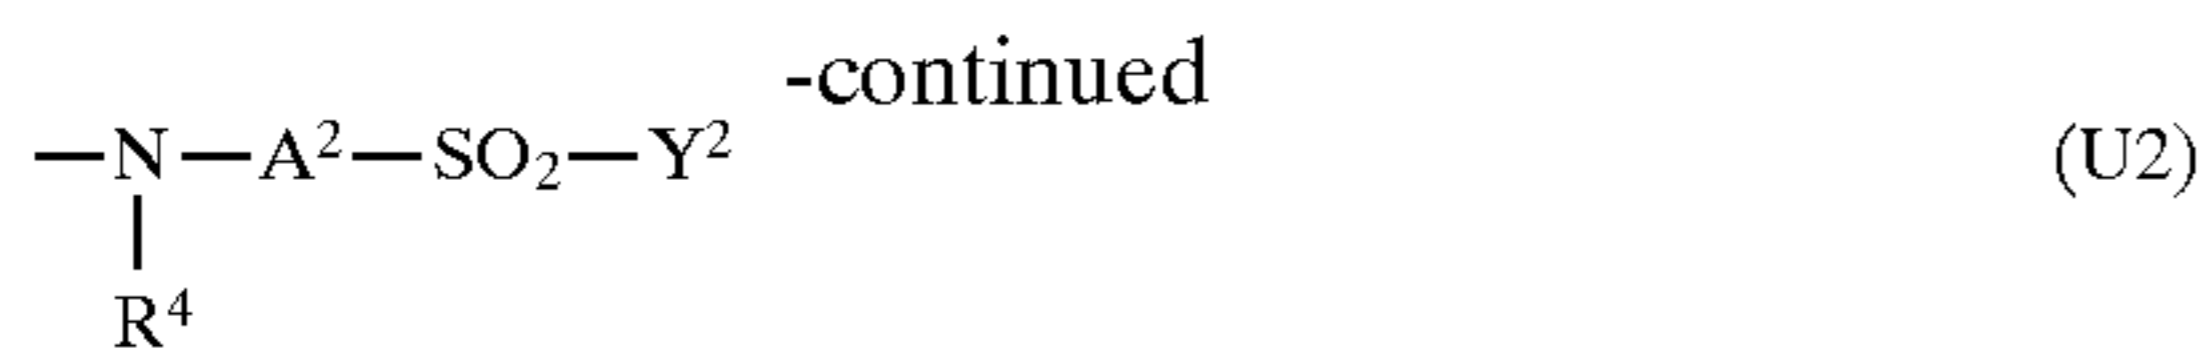 -continued
—N—A²—SO₂—Y² (U2)
|
R⁴